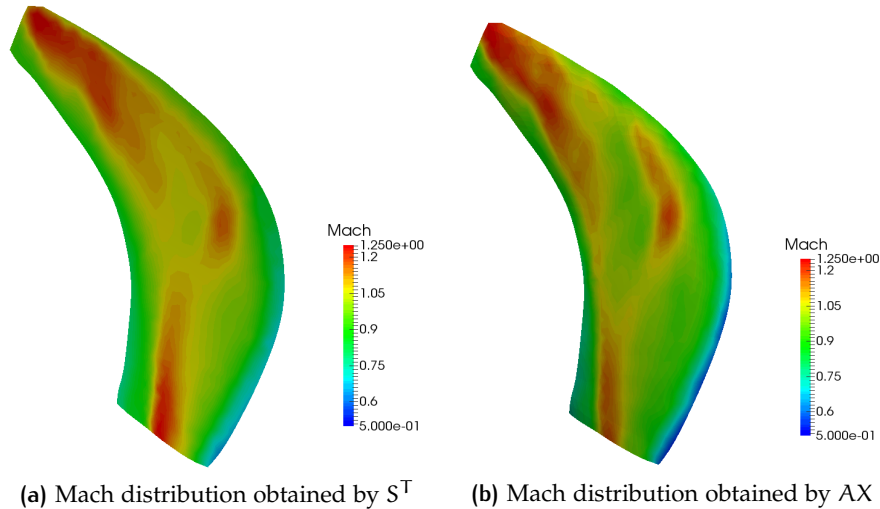 Mach
1.250e+00
1.2
1.05
0.9
0.75
0.6
5.000e-01
Mach
1.250e+00
1.2
1.05
0.9
0.75
0.6
5.000e-01
(a) Mach distribution obtained by Sᵀ
(b) Mach distribution obtained by AX